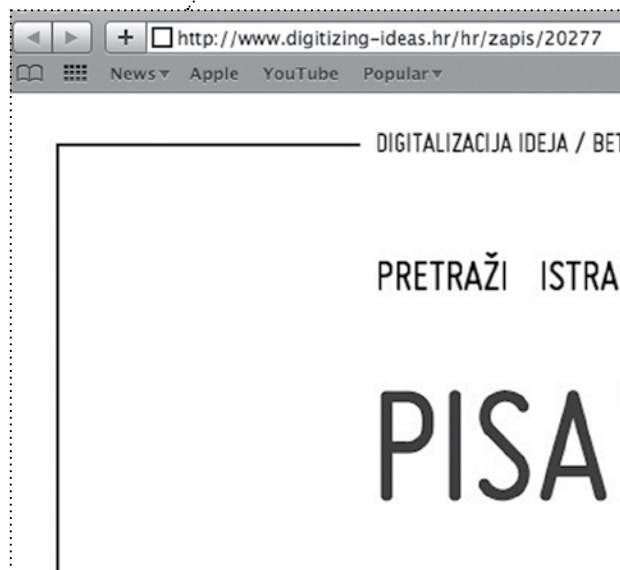 http://www.digitizing-ideas.hr/hr/zapis/20277
News Apple YouTube Popular
DIGITALIZACIJA IDEJA / BET
PRETRAŽI ISTRA
PISA